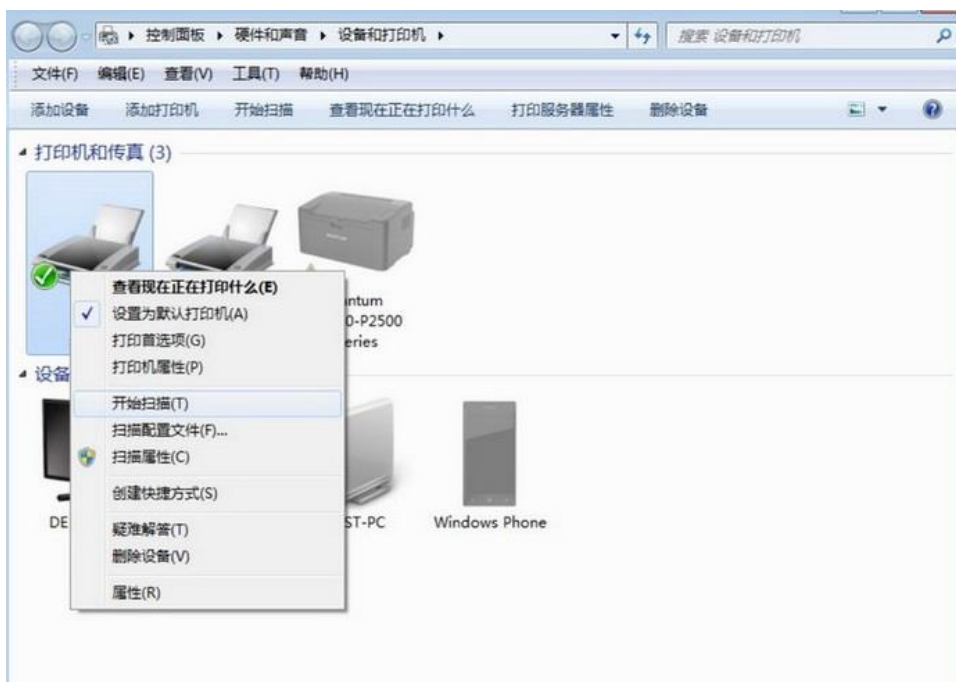 控制面板 ▸ 硬件和声音 ▸ 设备和打印机 ▸
搜索 设备和打印机
文件(F) 编辑(E) 查看(V) 工具(T) 帮助(H)
添加设备 添加打印机 开始扫描 查看现在正在打印什么 打印服务器属性 删除设备
打印机和传真 (3)
ntum
0-P2500
eries
查看现在正在打印什么(E)
设置为默认打印机(A)
打印首选项(G)
打印机属性(P)
设备
开始扫描(T)
扫描配置文件(F)...
扫描属性(C)
创建快捷方式(S)
DE
ST-PC
Windows Phone
疑难解答(T)
删除设备(V)
属性(R)